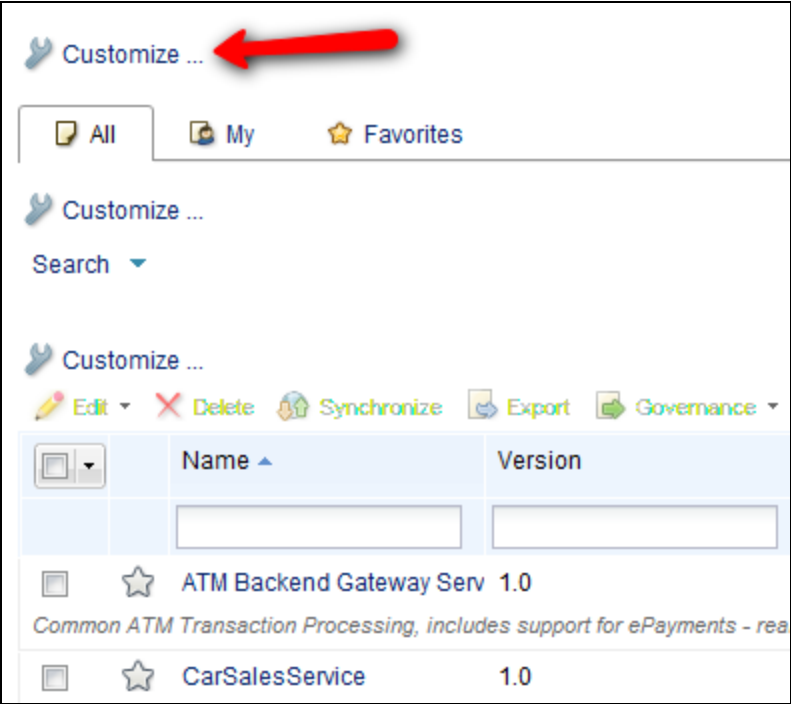 Customize ...
All My Favorites
Customize ...
Search
Customize ...
Edit Delete Synchronize Export Governance
Name Version
ATM Backend Gateway Serv 1.0
Common ATM Transaction Processing, includes support for ePayments - rea
CarSalesService 1.0